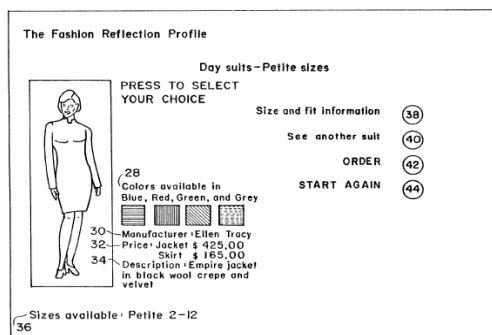 The Fashion Reflection Profile
Day suits-Petite sizes
PRESS TO SELECT
YOUR CHOICE
Size and fit information 38
See another suit 40
ORDER 42
START AGAIN 44
28
Colors available in
Blue, Red, Green, and Grey
30 Manufacturer: Ellen Tracy
32 Price: Jacket $ 425.00
Skirt $ 165.00
34 Description: Empire jacket
in black wool crepe and
velvet
Sizes available: Petite 2-12
36